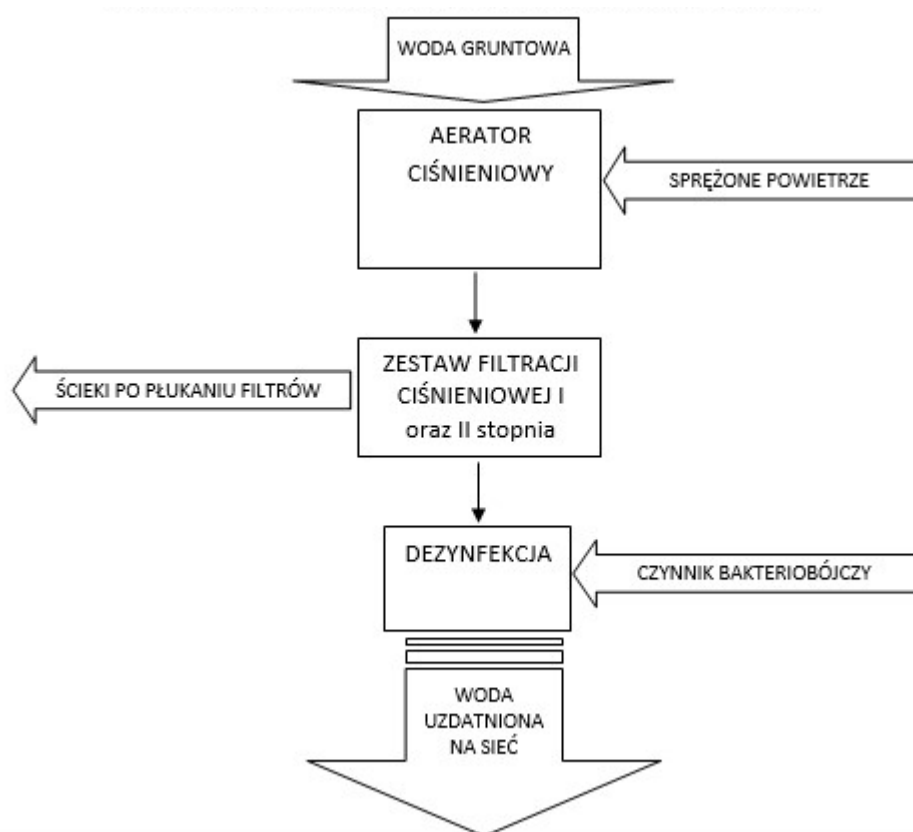 WODA GRUNTOWA
AERATOR
CIŚNIENIOWY
SPRĘŻONE POWIETRZE
ZESTAW FILTRACJI
CIŚNIENIOWEJ I
oraz II stopnia
ŚCIEKI PO PŁUKANIU FILTRÓW
DEZYNFEKCJA
CZYNNIK BAKTERIOBÓJCZY
WODA
UZDATNIONA
NA SIEĆ